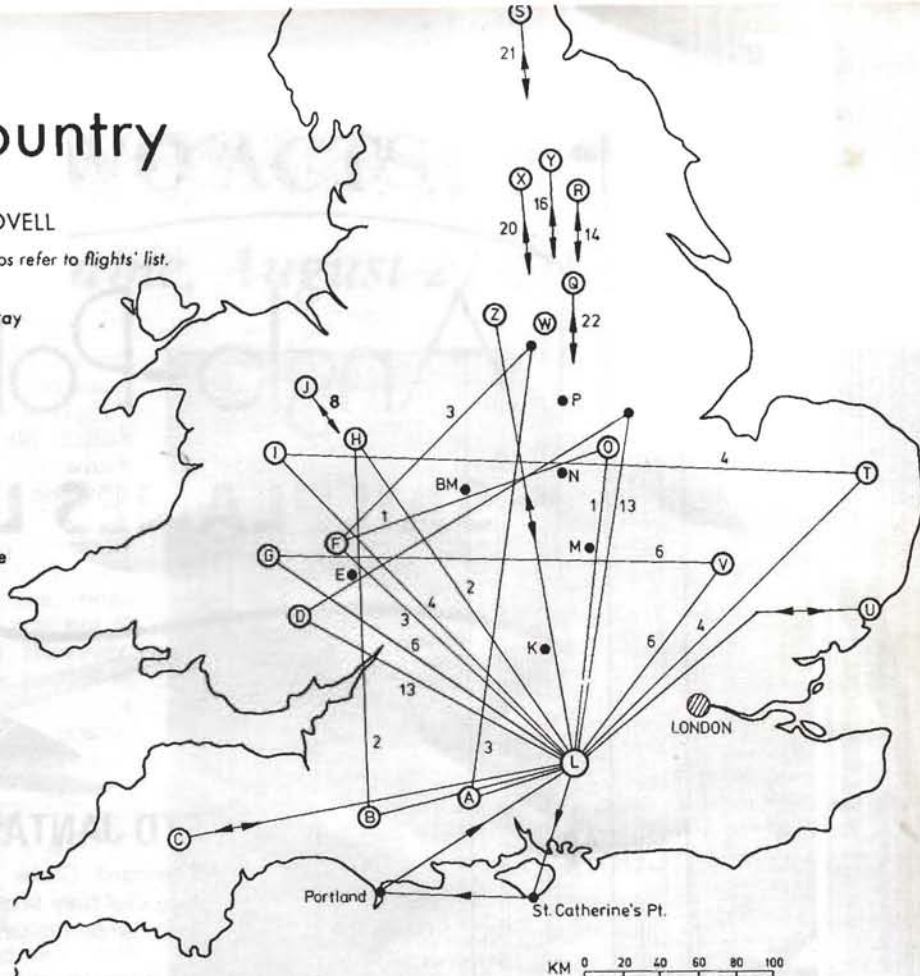 S
21
ountry
Y
X
R
16
20
14
OVELL
os refer to flights' list.
Q
22
Z
W
ay
J
8
3
P
H
O
I
4
T
N
BM
1
13
1
F
M
G
6
V
e
E
2
4
D
3
U
6
4
6
K
13
LONDON
2
3
L
A
B
C
Portland
St. Catherine's Pt.
KM 0 20 40 60 80 100